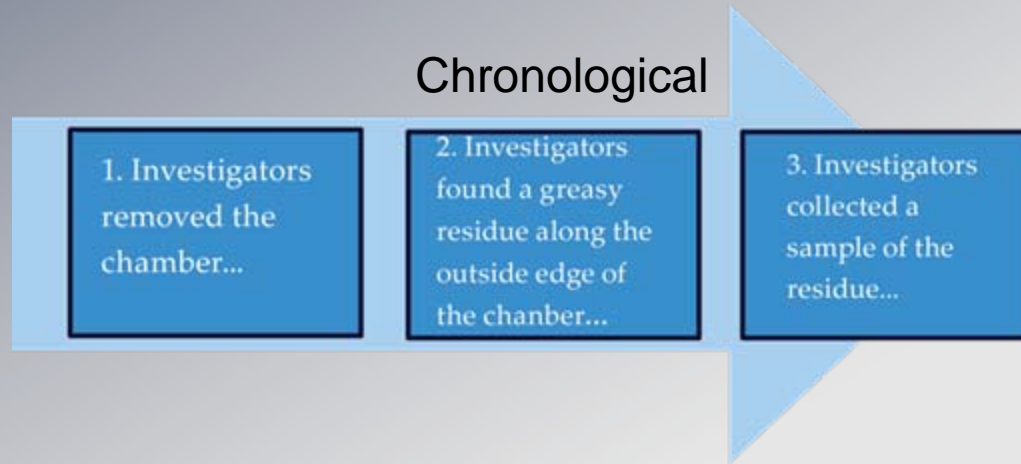 Chronological
1. Investigators
removed the
chamber...
2. Investigators
found a greasy
residue along the
outside edge of
the chanber...
3. Investigators
collected a
sample of the
residue...